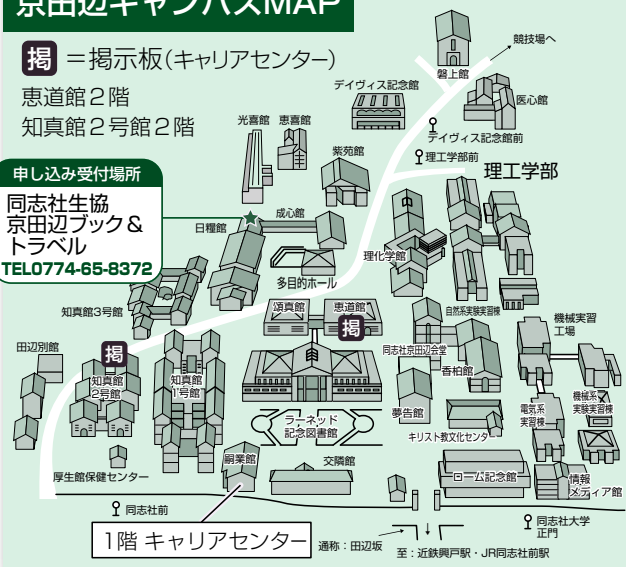 京田辺キャンパスMAP
掲 ＝掲示板(キャリアセンター)
恵道館2階
知真館2号館2階
申し込み受付場所
同志社生協
京田辺ブック&
トラベル
TEL0774-65-8372
競技場へ
磐上館
デイヴィス記念館
医心館
デイヴィス記念館前
光喜館
恵喜館
紫苑館
理工学部前
理工学部
成心館
日糧館
理化学館
多目的ホール
知真館3号館
頌真館
恵道館
掲
自然系実験実習棟
機械実習
工場
同志社京田辺会堂
香柏館
田辺別館
掲
知真館
2号館
知真館
1号館
夢告館
電気系
実習棟
機械系
実験実習棟
ラーネッド
記念図書館
キリスト教文化センター
厚生館保健センター
嗣業館
交隣館
ローム記念館
情報
メディア館
同志社前
1階 キャリアセンター
通称：田辺坂
至：近鉄興戸駅・JR同志社前駅
同志社大学
正門